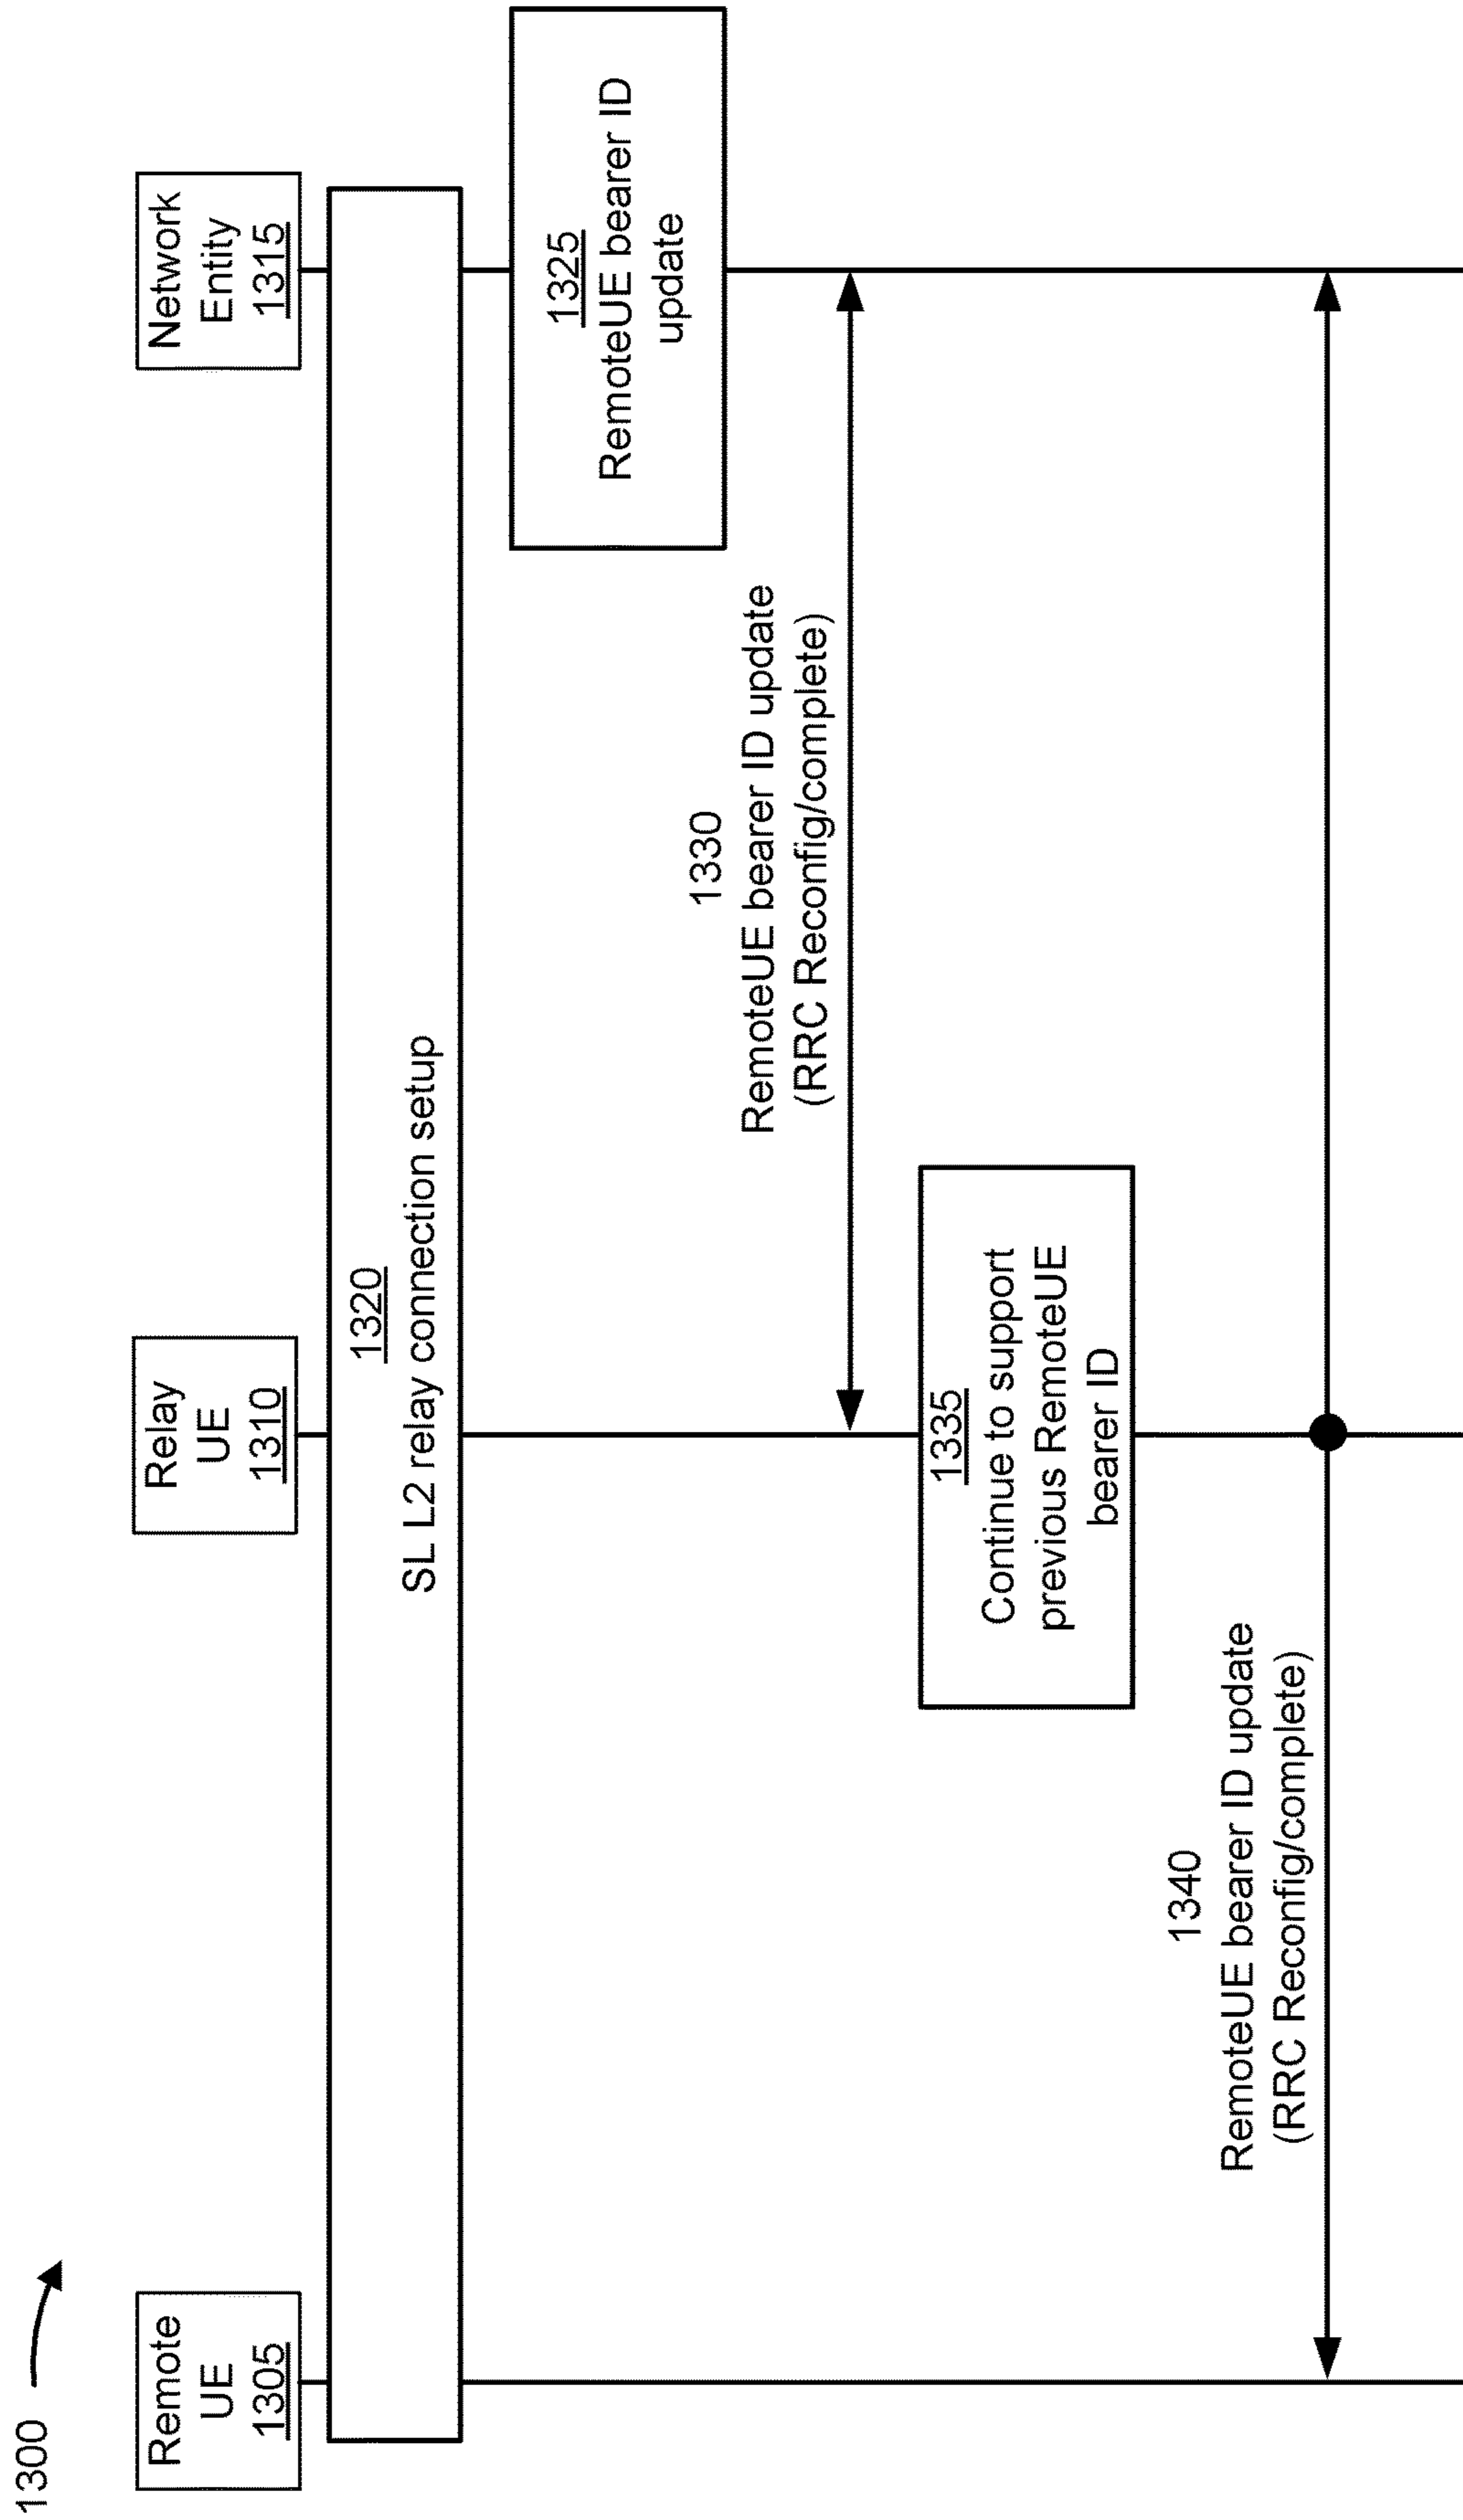 1300
Remote
UE
1305
Relay
UE
1310
Network
Entity
1315
1320
SL L2 relay connection setup
1325
RemoteUE bearer ID
update
1330
RemoteUE bearer ID update
(RRC Reconfig/complete)
1335
Continue to support
previous RemoteUE
bearer ID
1340
RemoteUE bearer ID update
(RRC Reconfig/complete)